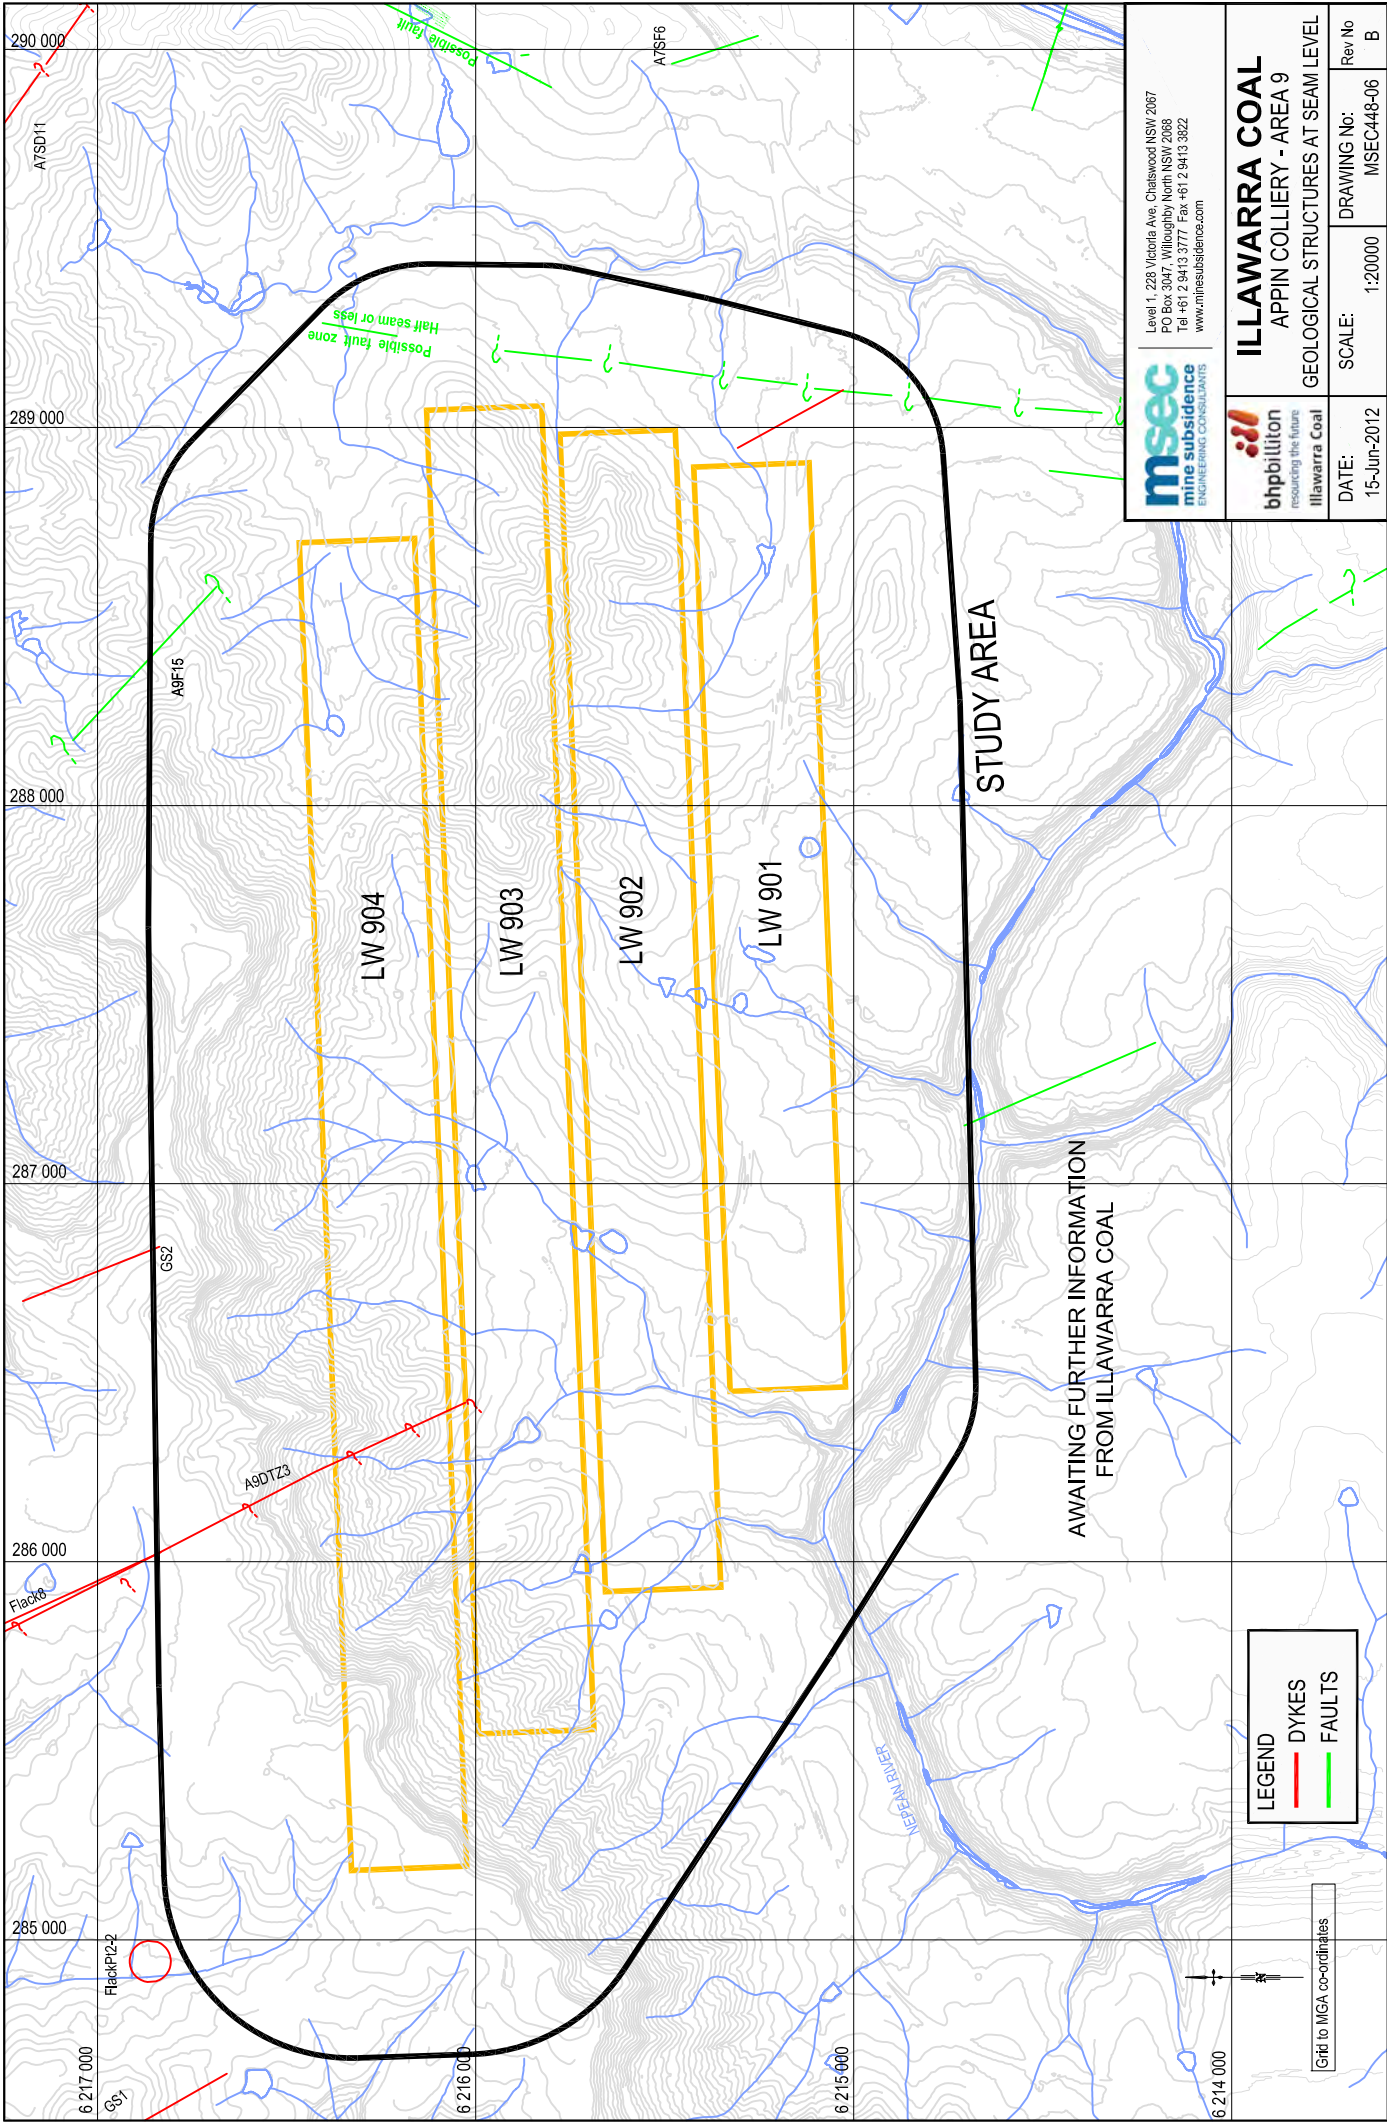 290 000
289 000
288 000
287 000
286 000
285 000
6 217 000
6 216 000
6 215 000
6 214 000
A7SD11
A7SF6
Possible fault
Possible fault zone
Half seam or less
A9F15
GS2
A9DTZ3
Flack8
FlackPt2-2
GS1
LW 904
LW 903
LW 902
LW 901
STUDY AREA
AWAITING FURTHER INFORMATION
FROM ILLAWARRA COAL
NEPEAN RIVER
LEGEND
DYKES
FAULTS
N
Grid to MGA co-ordinates
msec
mine subsidence
ENGINEERING CONSULTANTS
Level 1, 228 Victoria Ave, Chatswood NSW 2067
PO Box 3047, Willoughby North NSW 2068
Tel +61 2 9413 3777 Fax +61 2 9413 3822
www.minesubsidence.com
bhpbilliton
resourcing the future
Illawarra Coal
ILLAWARRA COAL
APPIN COLLIERY - AREA 9
GEOLOGICAL STRUCTURES AT SEAM LEVEL
DATE:
15-Jun-2012
SCALE:
1:20000
DRAWING No:
MSEC448-06
Rev No
B